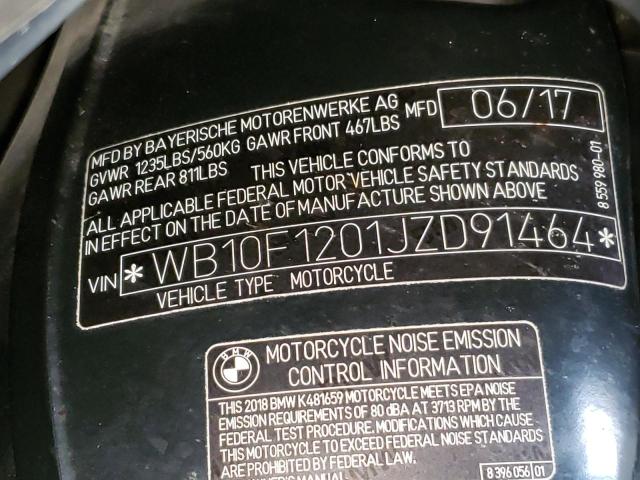 MFD BY BAYERISCHE MOTORENWERKE AG MFD 06/17
GVWR 1235LBS/560KG GAWR FRONT 467LBS
GAWR REAR 811LBS THIS VEHICLE CONFORMS TO
ALL APPLICABLE FEDERAL MOTOR VEHICLE SAFETY STANDARDS
IN EFFECT ON THE DATE OF MANUFACTURE SHOWN ABOVE
VIN *WB10F1201JZD91464*
VEHICLE TYPE MOTORCYCLE
8 559 980-01
BMW
MOTORCYCLE NOISE EMISSION
CONTROL INFORMATION
THIS 2018 BMW K481659 MOTORCYCLE MEETS EPA NOISE
EMISSION REQUIREMENTS OF 80 dBA AT 3713 RPM BY THE
FEDERAL TEST PROCEDURE. MODIFICATIONS WHICH CAUSE
THIS MOTORCYCLE TO EXCEED FEDERAL NOISE STANDARDS
ARE PROHIBITED BY FEDERAL LAW.
OWNER'S MANUAL
8 396 056 | 01